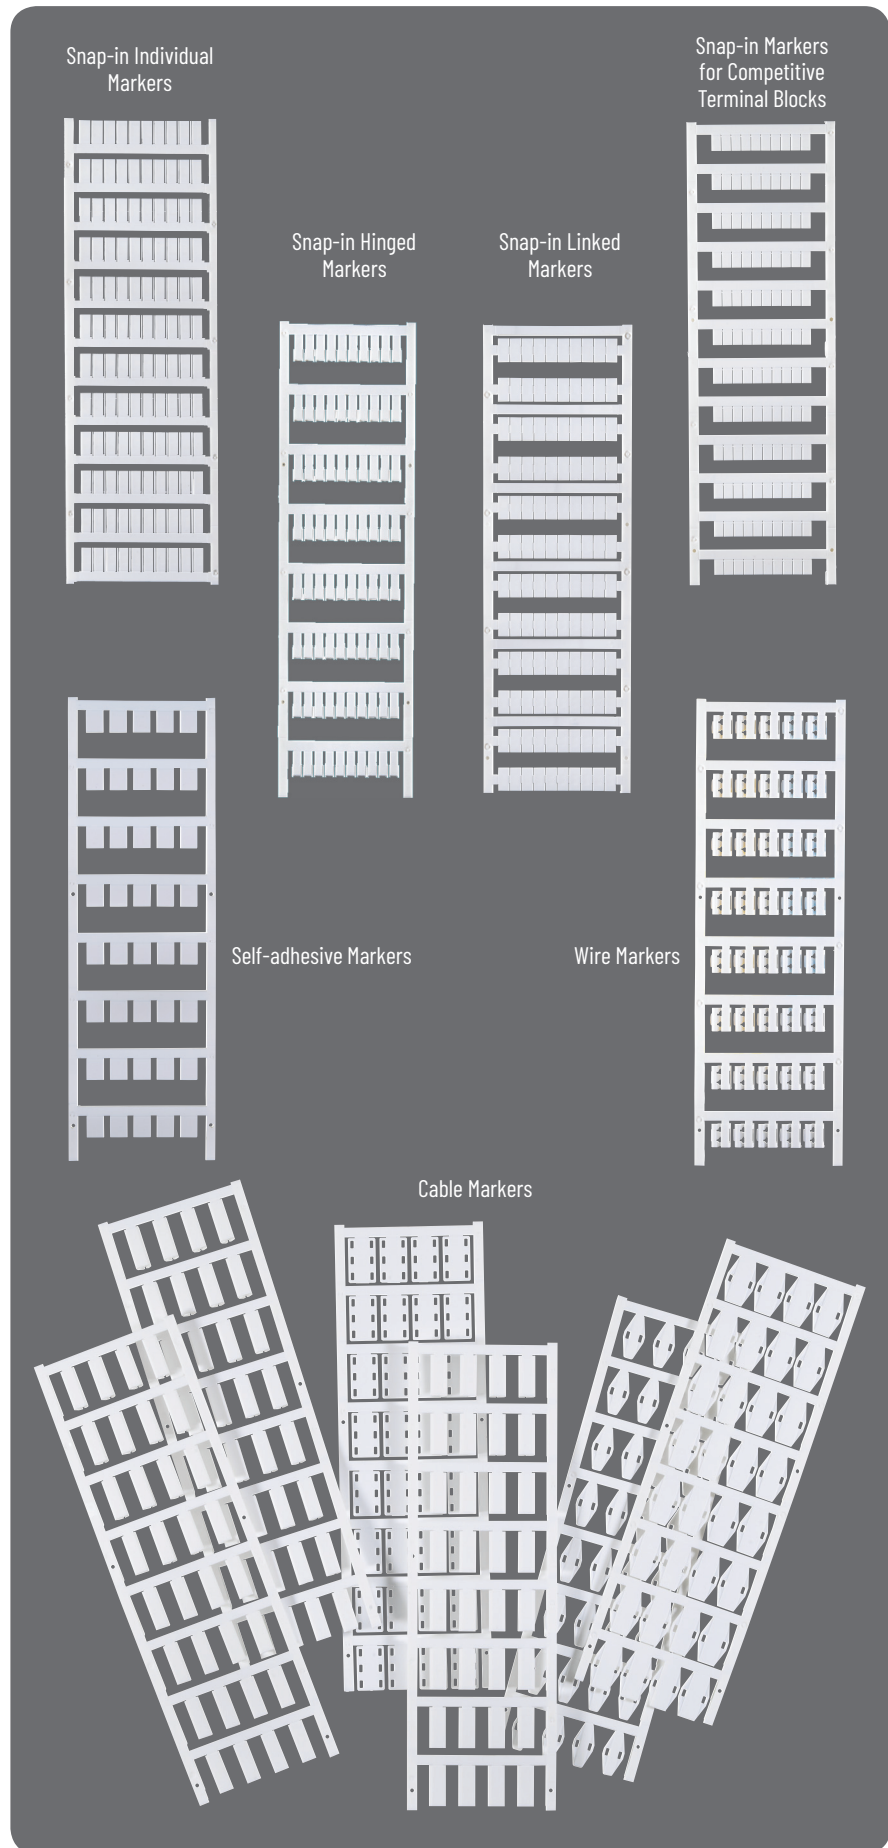 Snap-in Individual
Markers
Snap-in Markers
for Competitive
Terminal Blocks
Snap-in Hinged
Markers
Snap-in Linked
Markers
Self-adhesive Markers
Wire Markers
Cable Markers